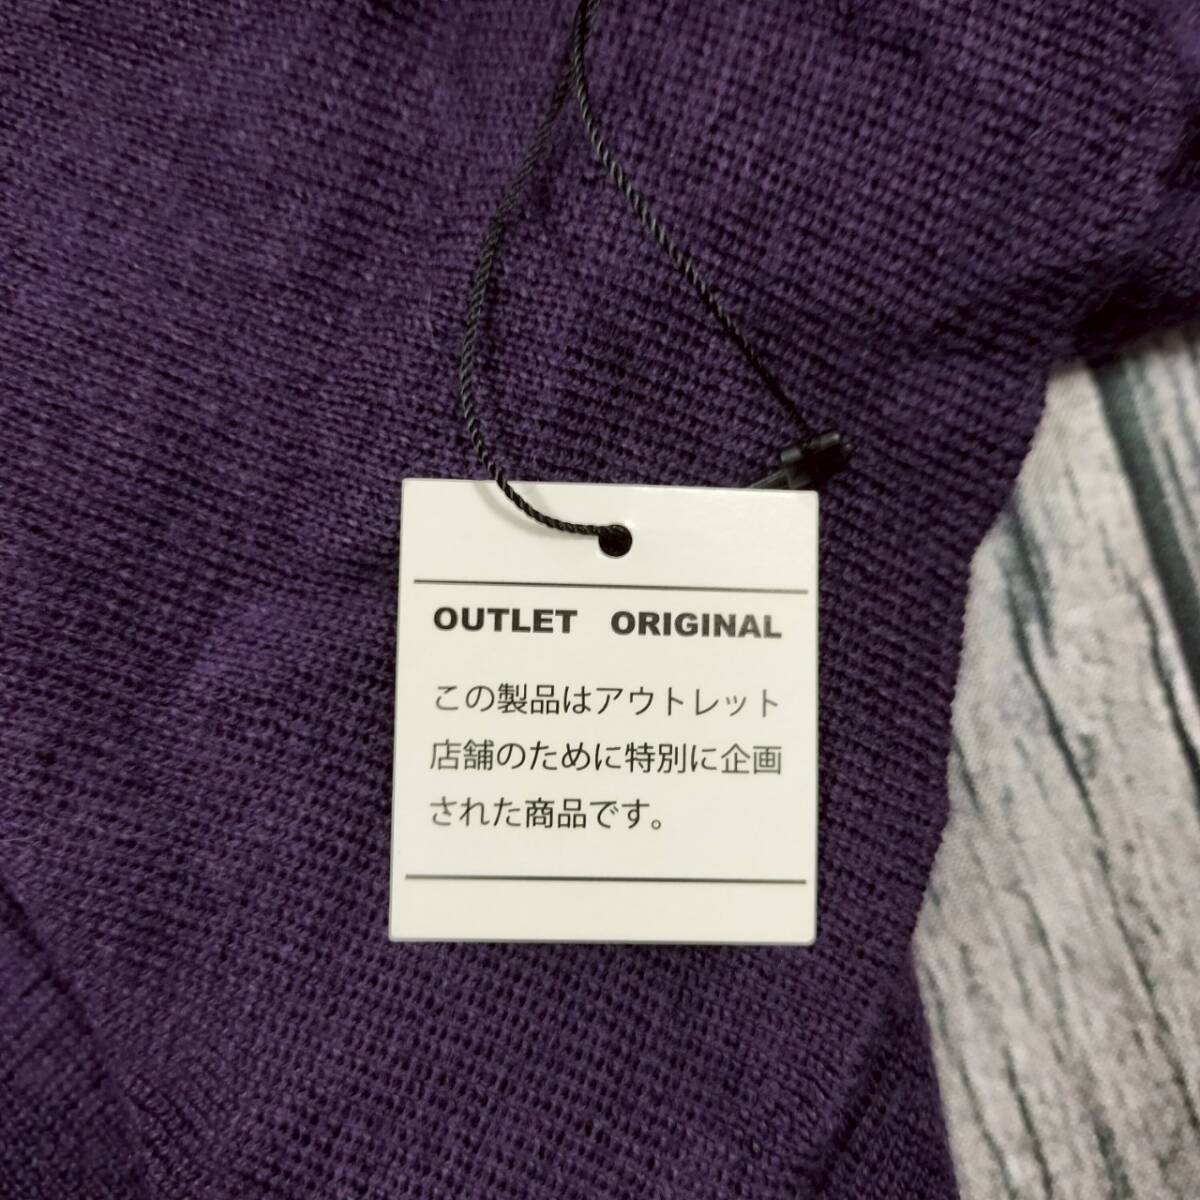 OUTLET ORIGINAL
この製品はアウトレット
店舗のために特別に企画
された商品です。